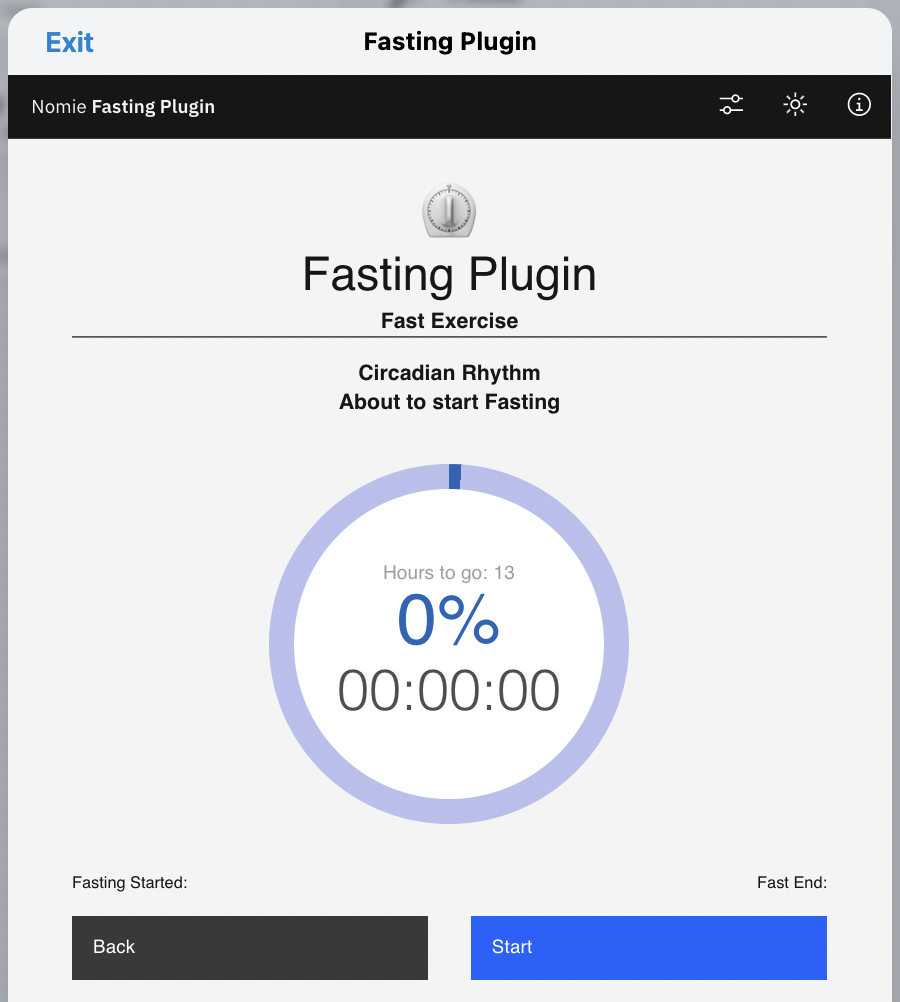 Exit Fasting Plugin
Nomie Fasting Plugin
Fasting Plugin
Fast Exercise
Circadian Rhythm
About to start Fasting
Hours to go: 13
0%
00:00:00
Fasting Started: Fast End:
Back Start